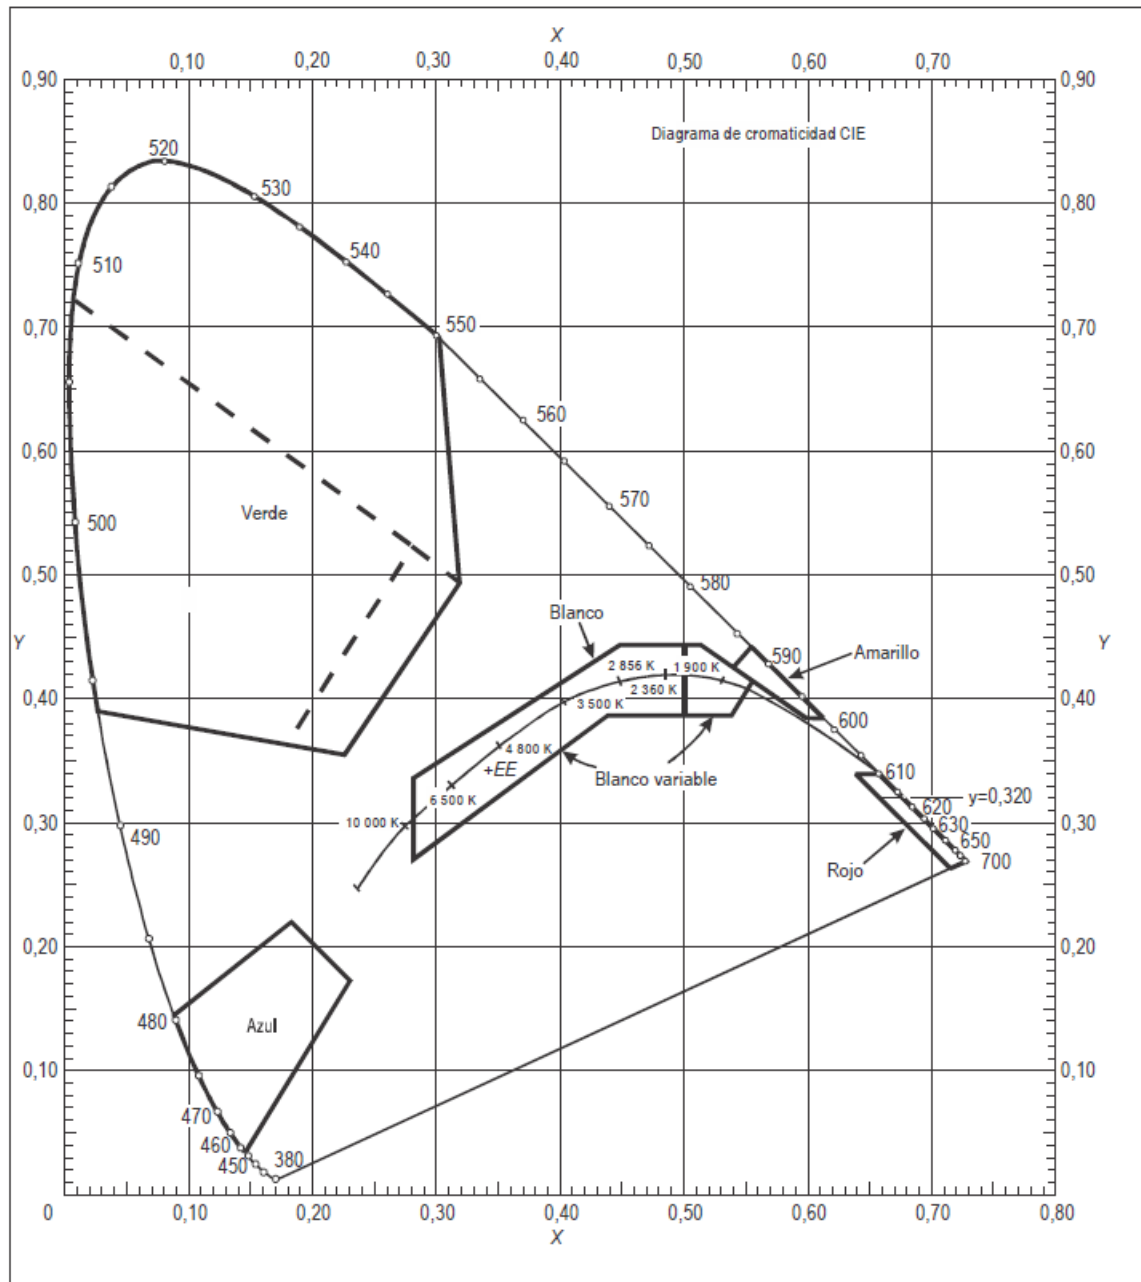 X
0,10 0,20 0,30 0,40 0,50 0,60 0,70
0,90 0,90
Diagrama de cromaticidad CIE
520
530
0,80 0,80
540
510
550
0,70 0,70
560
0,60 0,60
570
Verde
500
580
0,50 0,50
Blanco
Y Y
590 Amarillo
2 856 K 1 900 K
2 360 K
0,40 0,40
3 500 K
600
4 800 K
+EE
Blanco variable
610
6 500 K
y=0,320
620
10 000 K
0,30 0,30
630
490
650
Rojo
700
0,20 0,20
480
Azul
0,10 0,10
470
460
450
380
0 0,10 0,20 0,30 0,40 0,50 0,60 0,70 0,80
X